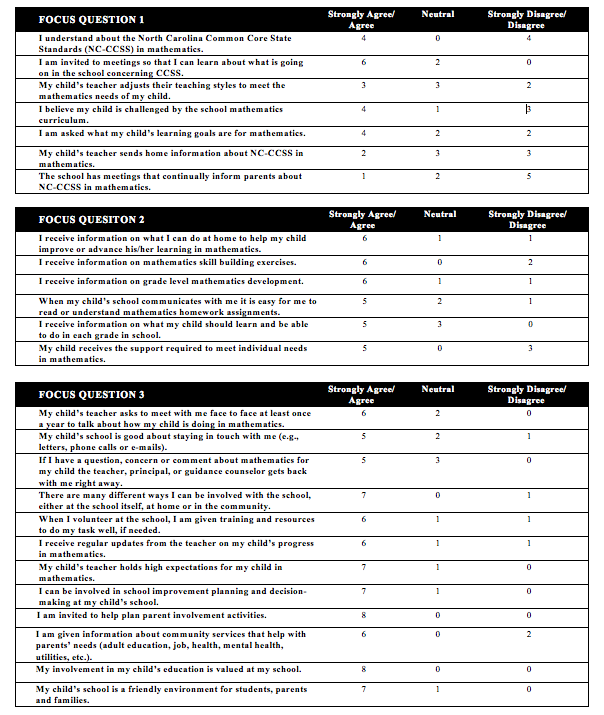 FOCUS QUESTION 1 Strongly Agree/ Neutral Strongly Disagree/
Agree Disagree
I understand about the North Carolina Common Core State 4 0 4
Standards (NC-CCSS) in mathematics.
I am invited to meetings so that I can learn about what is going 6 2 0
on in the school concerning CCSS.
My child's teacher adjusts their teaching styles to meet the 3 3 2
mathematics needs of my child.
I believe my child is challenged by the school mathematics 4 1 3
curriculum.
I am asked what my child's learning goals are for mathematics. 4 2 2
My child's teacher sends home information about NC-CCSS in 2 3 3
mathematics.
The school has meetings that continually inform parents about 1 2 5
NC-CCSS in mathematics.
FOCUS QUESITON 2 Strongly Agree/ Neutral Strongly Disagree/
Agree Disagree
I receive information on what I can do at home to help my child 6 1 1
improve or advance his/her learning in mathematics.
I receive information on mathematics skill building exercises. 6 0 2
I receive information on grade level mathematics development. 6 1 1
When my child's school communicates with me it is easy for me to 5 2 1
read or understand mathematics homework assignments.
I receive information on what my child should learn and be able 5 3 0
to do in each grade in school.
My child receives the support required to meet individual needs 5 0 3
in mathematics.
FOCUS QUESTION 3 Strongly Agree/ Neutral Strongly Disagree/
Agree Disagree
My child's teacher asks to meet with me face to face at least once 6 2 0
a year to talk about how my child is doing in mathematics.
My child's school is good about staying in touch with me (e.g., 5 2 1
letters, phone calls or e-mails).
If I have a question, concern or comment about mathematics for 5 3 0
my child the teacher, principal, or guidance counselor gets back
with me right away.
There are many different ways I can be involved with the school, 7 0 1
either at the school itself, at home or in the community.
When I volunteer at the school, I am given training and resources 6 1 1
to do my task well, if needed.
I receive regular updates from the teacher on my child's progress 6 1 1
in mathematics.
My child's teacher holds high expectations for my child in 7 1 0
mathematics.
I can be involved in school improvement planning and decision- 7 1 0
making at my child's school.
I am invited to help plan parent involvement activities. 8 0 0
I am given information about community services that help with 6 0 2
parents' needs (adult education, job, health, mental health,
utilities, etc.).
My involvement in my child's education is valued at my school. 8 0 0
My child's school is a friendly environment for students, parents 7 1 0
and families.